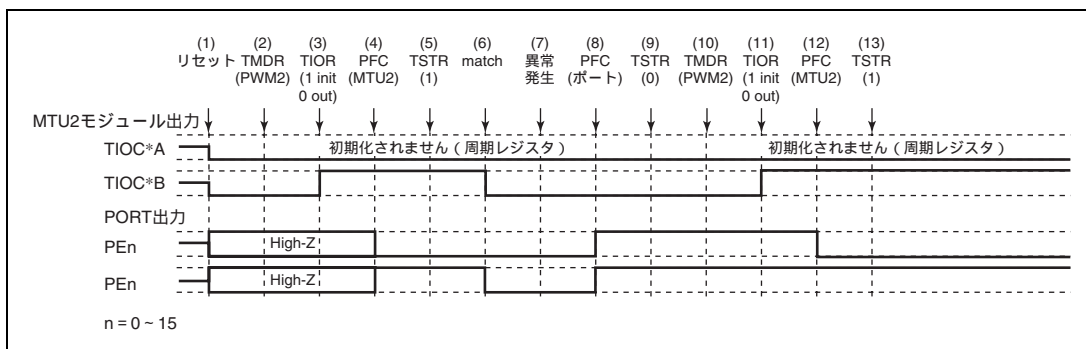 (1) (2) (3) (4) (5) (6) (7) (8) (9) (10) (11) (12) (13)
リセット TMDR TIOR PFC TSTR match 異常 PFC TSTR TMDR TIOR PFC TSTR
(PWM2) (1 init (MTU2) (1) 発生 (ポート) (0) (PWM2) (1 init (MTU2) (1)
0 out) 0 out)
MTU2モジュール出力
TIOC*A 初期化されません(周期レジスタ) 初期化されません(周期レジスタ)
TIOC*B
PORT出力
PEn High-Z
PEn High-Z
n = 0 ~ 15